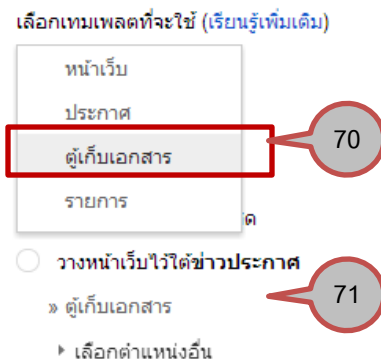 เลือกเทมเพลตที่จะใช้ (เรียนรู้เพิ่มเติม)
หน้าเว็บ
ประกาศ
ตู้เก็บเอกสาร
70
รายการ
วางหน้าเว็บไว้ใต้ข่าวประกาศ
» ตู้เก็บเอกสาร
71
เลือกตำแหน่งอื่น